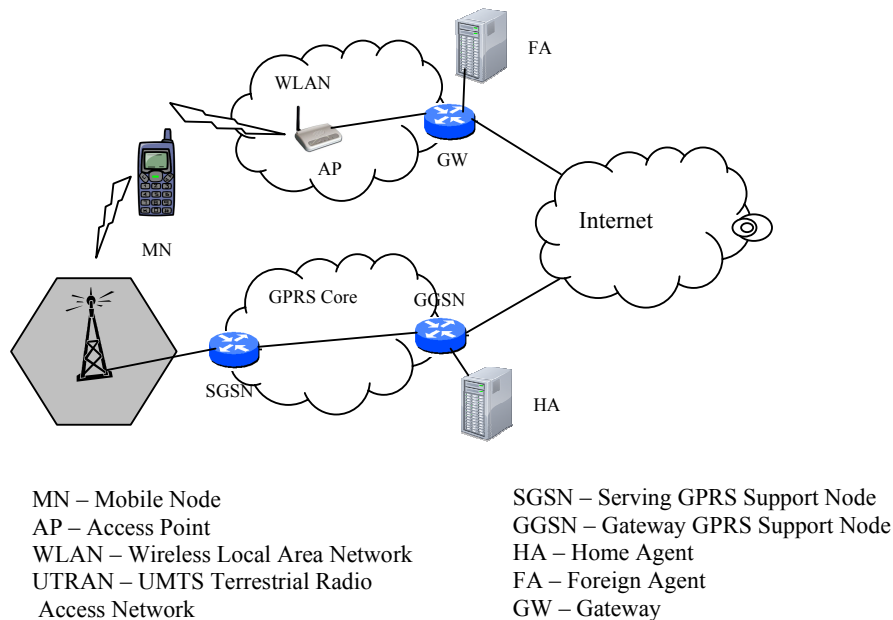 FA
WLAN
AP
GW
MN
Internet
GPRS Core
GGSN
SGSN
HA
MN – Mobile Node
AP – Access Point
WLAN – Wireless Local Area Network
UTRAN – UMTS Terrestrial Radio
Access Network
SGSN – Serving GPRS Support Node
GGSN – Gateway GPRS Support Node
HA – Home Agent
FA – Foreign Agent
GW – Gateway